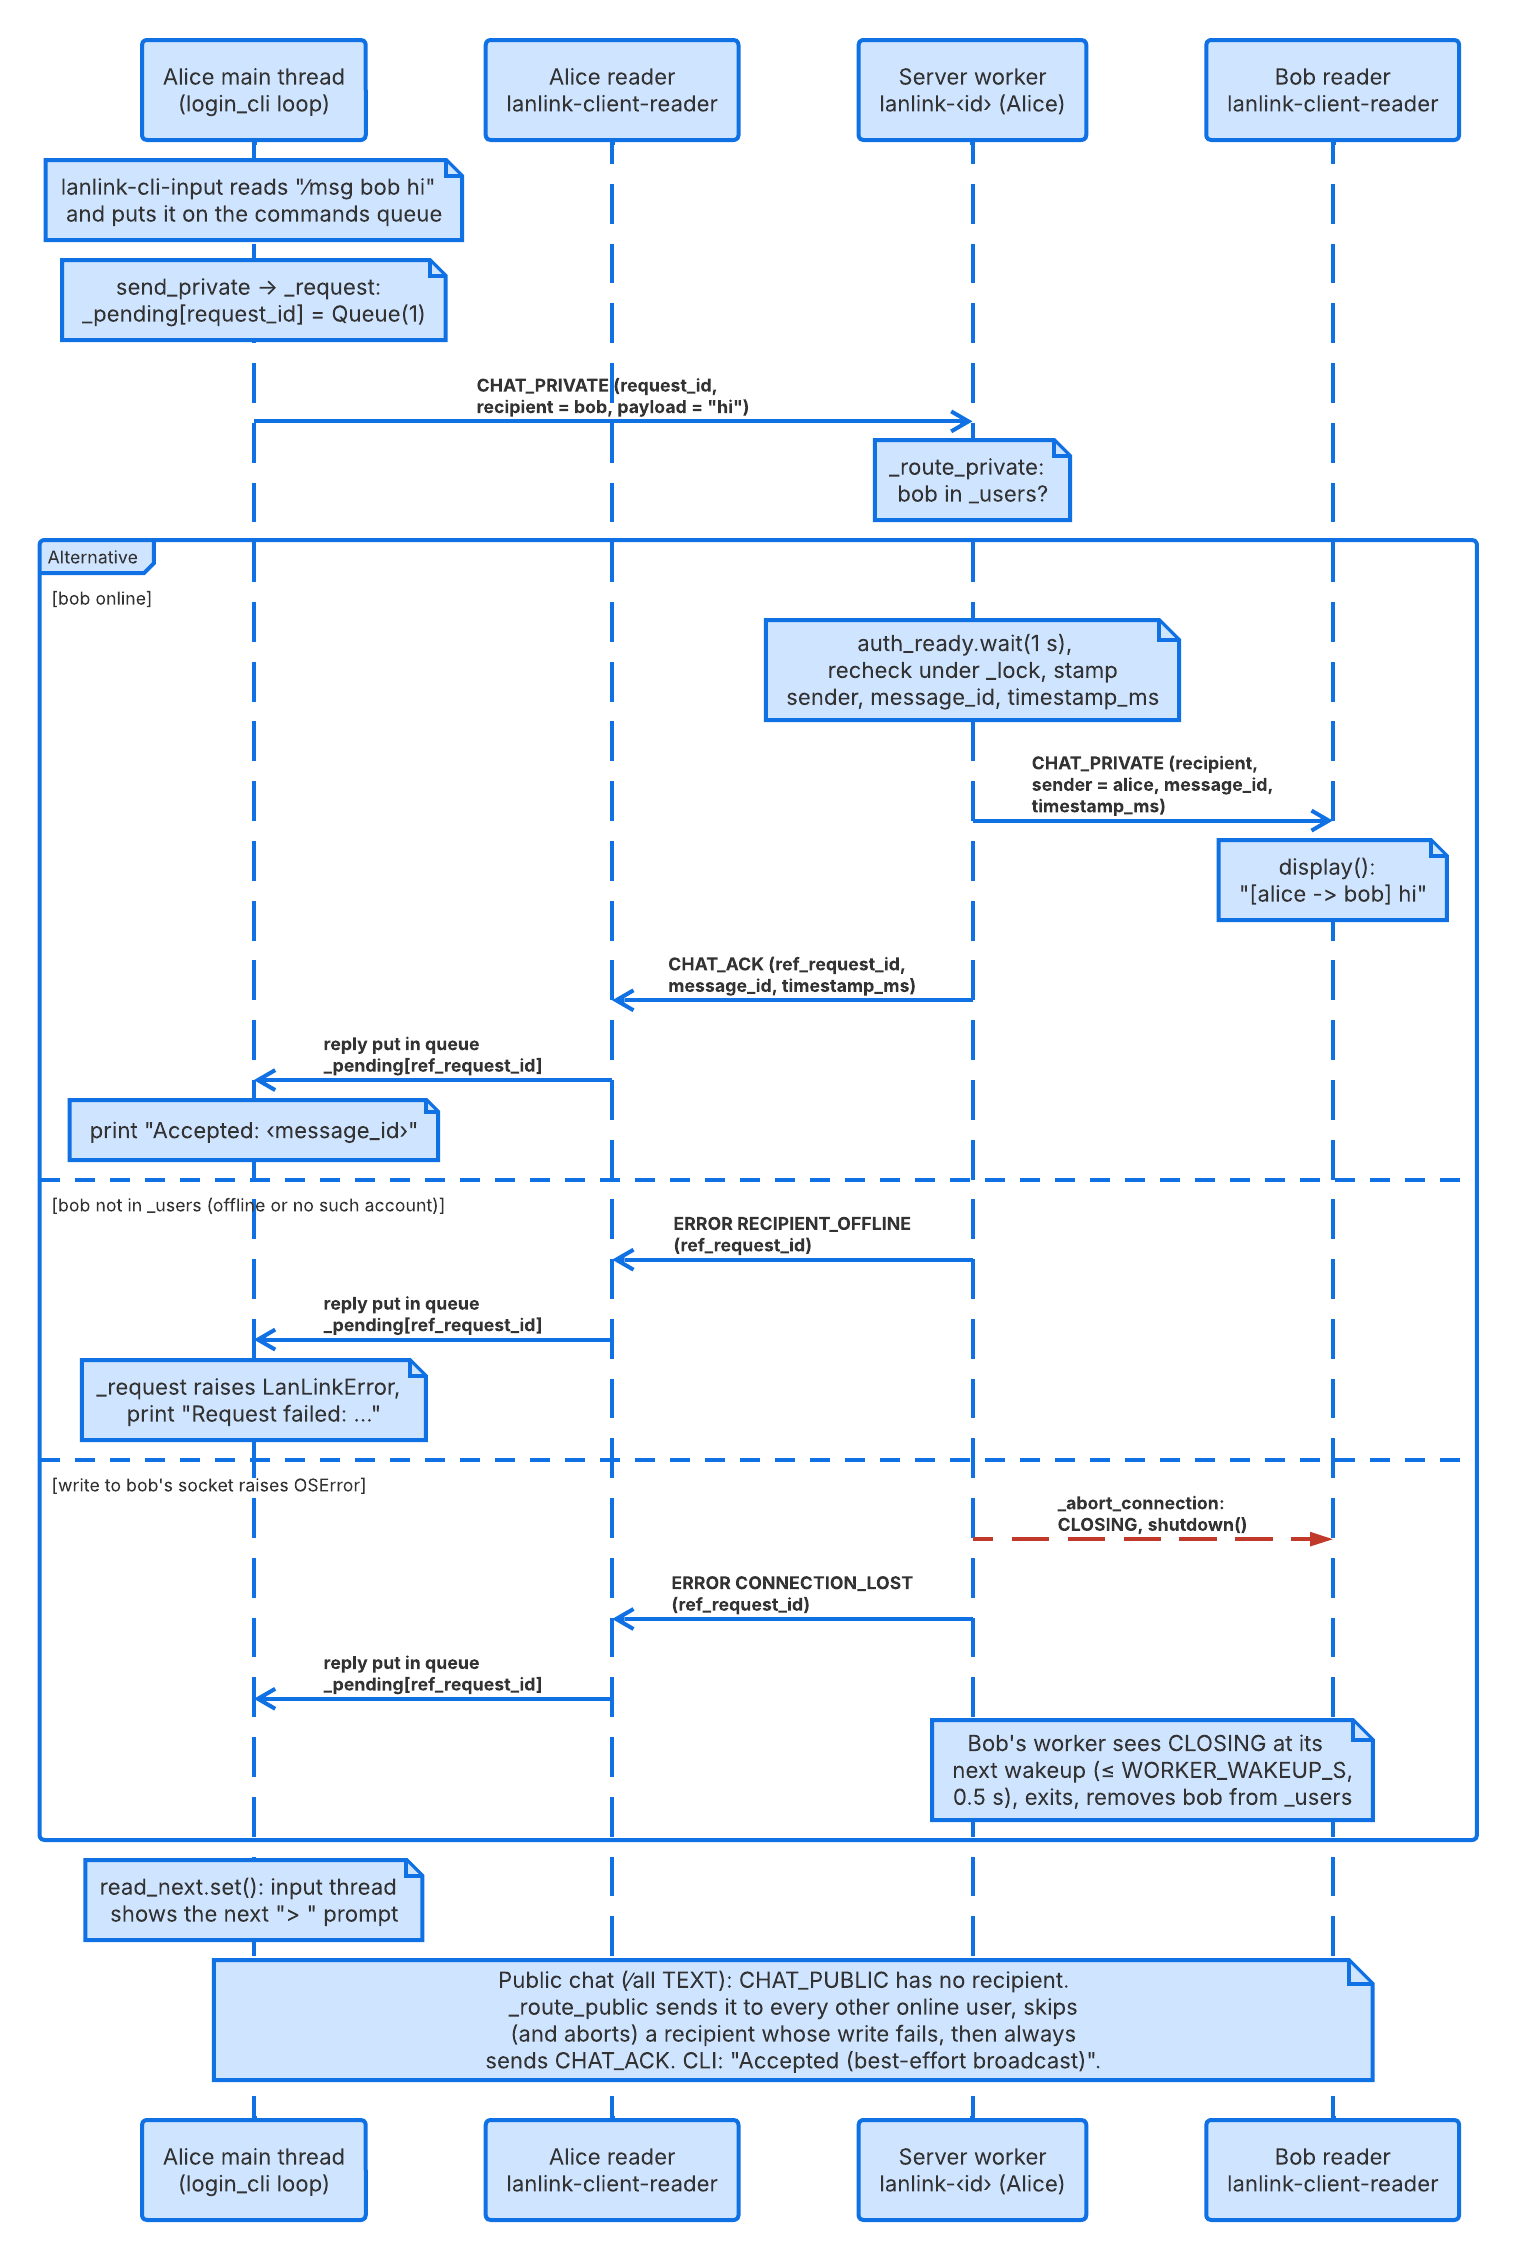 Alice main thread
(login_cli loop)
Alice reader
lanlink-client-reader
Server worker
lanlink-‹id› (Alice)
Bob reader
lanlink-client-reader
lanlink-cli-input reads "⁄msg bob hi"
and puts it on the commands queue
send_private → _request:
_pending[request_id] = Queue(1)
CHAT_PRIVATE (request_id,
recipient = bob, payload = "hi")
_route_private:
bob in _users?
Alternative
[bob online]
auth_ready.wait(1 s),
recheck under _lock, stamp
sender, message_id, timestamp_ms
CHAT_PRIVATE (recipient,
sender = alice, message_id,
timestamp_ms)
display():
"[alice -> bob] hi"
CHAT_ACK (ref_request_id,
message_id, timestamp_ms)
reply put in queue
_pending[ref_request_id]
print "Accepted: ‹message_id›"
[bob not in _users (offline or no such account)]
ERROR RECIPIENT_OFFLINE
(ref_request_id)
reply put in queue
_pending[ref_request_id]
_request raises LanLinkError,
print "Request failed: ..."
[write to bob's socket raises OSError]
_abort_connection:
CLOSING, shutdown()
ERROR CONNECTION_LOST
(ref_request_id)
reply put in queue
_pending[ref_request_id]
Bob's worker sees CLOSING at its
next wakeup (≤ WORKER_WAKEUP_S,
0.5 s), exits, removes bob from _users
read_next.set(): input thread
shows the next "> " prompt
Public chat (⁄all TEXT): CHAT_PUBLIC has no recipient.
_route_public sends it to every other online user, skips
(and aborts) a recipient whose write fails, then always
sends CHAT_ACK. CLI: "Accepted (best-effort broadcast)".
Alice main thread
(login_cli loop)
Alice reader
lanlink-client-reader
Server worker
lanlink-‹id› (Alice)
Bob reader
lanlink-client-reader